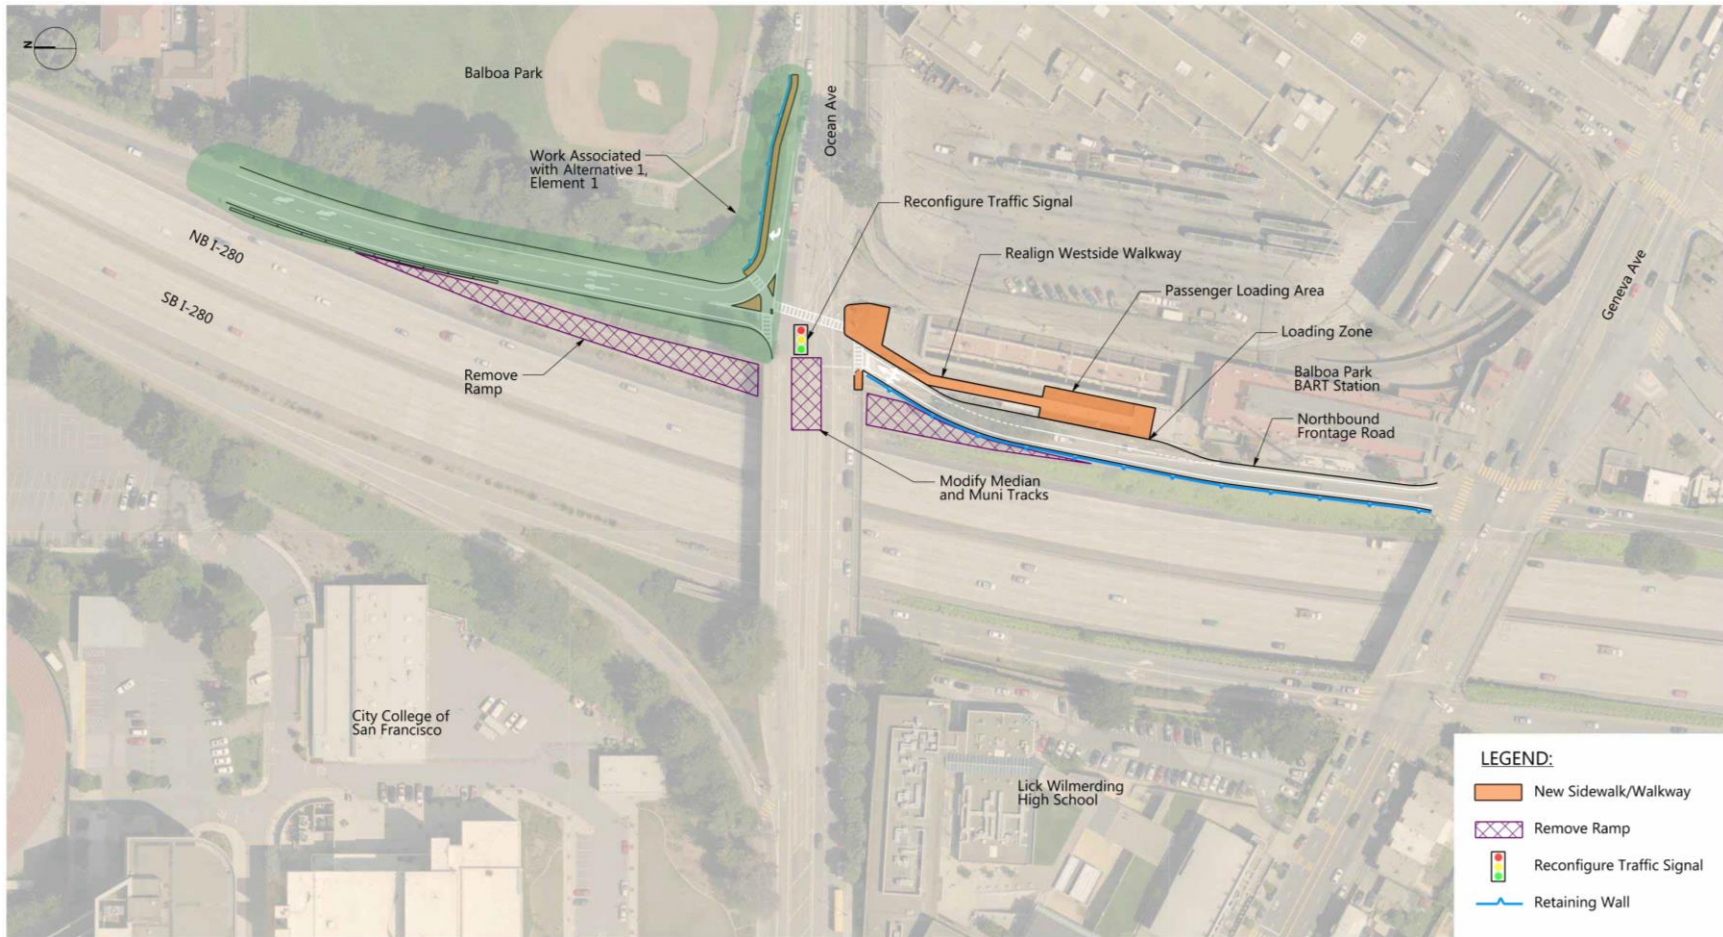 N
Balboa Park
Ocean Ave
Work Associated
with Alternative 1,
Element 1
Reconfigure Traffic Signal
NB I-280
Realign Westside Walkway
SB I-280
Passenger Loading Area
Geneva Ave
Loading Zone
Remove
Ramp
Balboa Park
BART Station
Northbound
Frontage Road
Modify Median
and Muni Tracks
City College of
San Francisco
Lick Wilmerding
High School
LEGEND:
New Sidewalk/Walkway
Remove Ramp
Reconfigure Traffic Signal
Retaining Wall